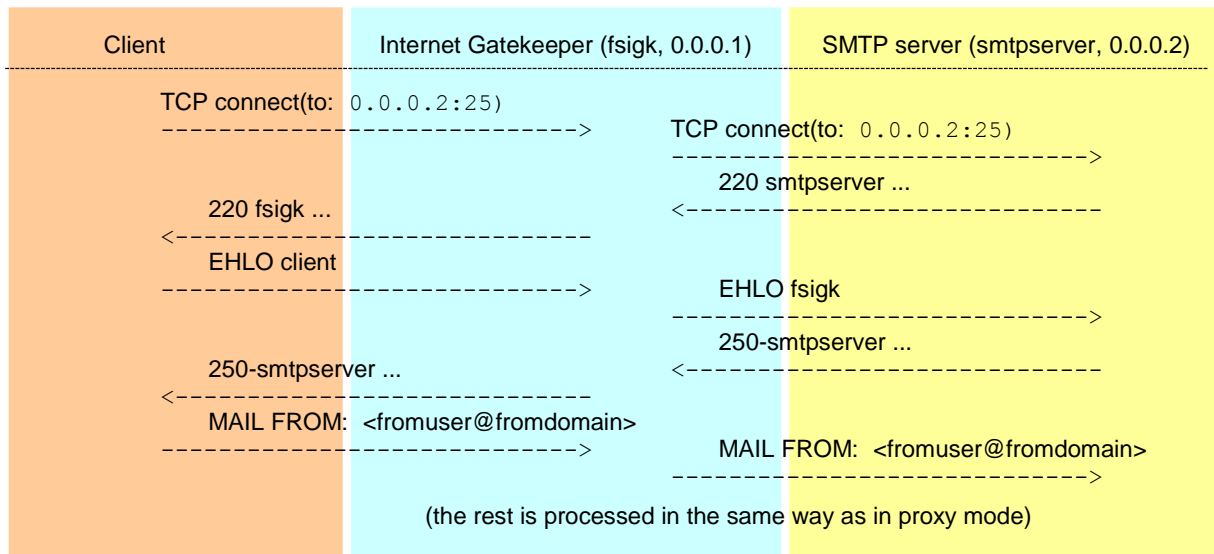 Client Internet Gatekeeper (fsigk, 0.0.0.1) SMTP server (smtpserver, 0.0.0.2)
TCP connect(to: 0.0.0.2:25)
----------------------------->
TCP connect(to: 0.0.0.2:25)
----------------------------->
220 smtpserver ...
<-----------------------------
220 fsigk ...
<-----------------------------
EHLO client
----------------------------->
EHLO fsigk
----------------------------->
250-smtpserver ...
<-----------------------------
250-smtpserver ...
<-----------------------------
MAIL FROM: <fromuser@fromdomain>
----------------------------->
MAIL FROM: <fromuser@fromdomain>
----------------------------->
(the rest is processed in the same way as in proxy mode)